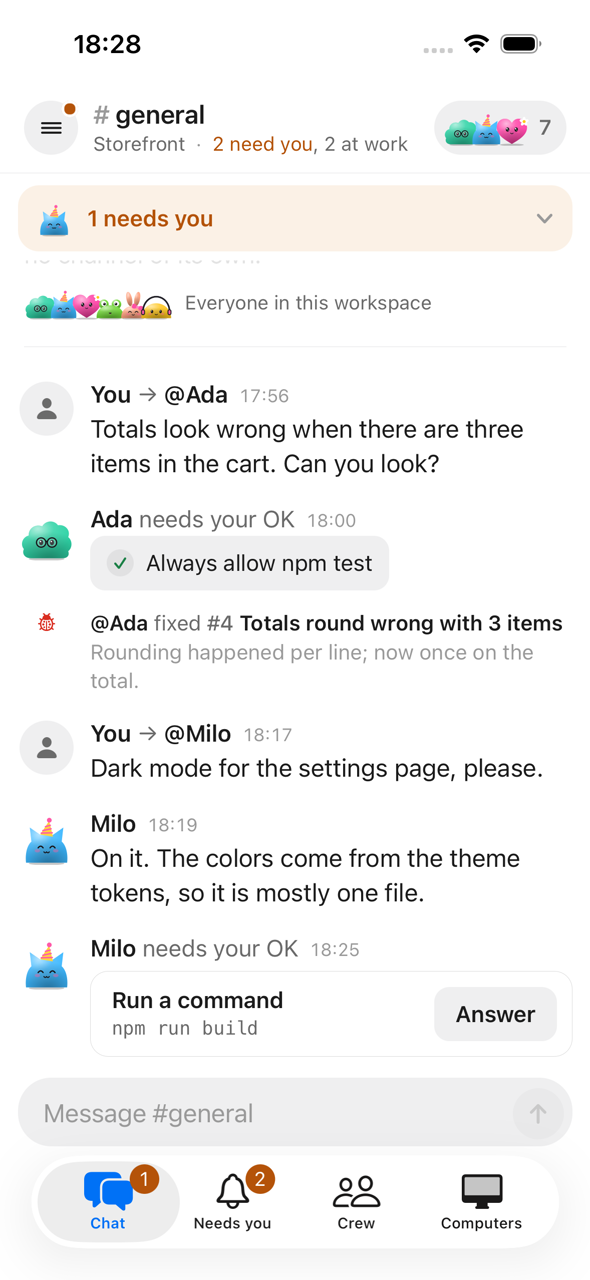 18:28
# general
Storefront · 2 need you, 2 at work
7
1 needs you
Everyone in this workspace
You → @Ada 17:56
Totals look wrong when there are three
items in the cart. Can you look?
Ada needs your OK 18:00
Always allow npm test
@Ada fixed #4 Totals round wrong with 3 items
Rounding happened per line; now once on the
total.
You → @Milo 18:17
Dark mode for the settings page, please.
Milo 18:19
On it. The colors come from the theme
tokens, so it is mostly one file.
Milo needs your OK 18:25
Run a command
npm run build
Answer
Message #general
1
2
Chat
Needs you
Crew
Computers